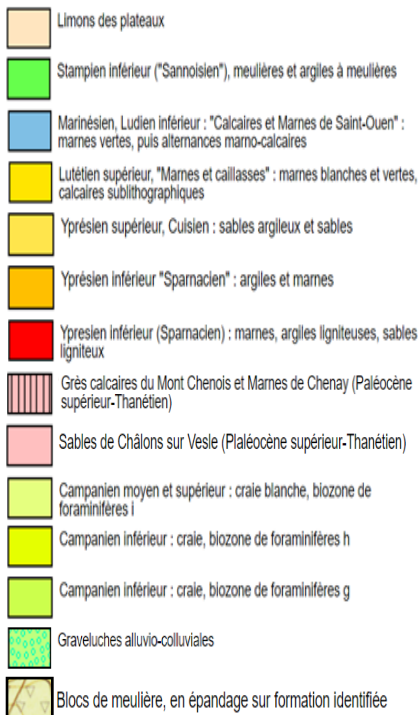 Limons des plateaux
Stampien inférieur ("Sannoisien"), meulières et argiles à meulières
Marinésien, Ludien inférieur : "Calcaires et Marnes de Saint-Ouen" :
marnes vertes, puis alternances marno-calcaires
Lutétien supérieur, "Marnes et caillasses" : marnes blanches et vertes,
calcaires sublithographiques
Yprésien supérieur, Cuisien : sables argileux et sables
Yprésien inférieur "Sparnacien" : argiles et marnes
Ypresien inférieur (Sparnacien) : marnes, argiles ligniteuses, sables
ligniteux
Grès calcaires du Mont Chenois et Marnes de Chenay (Paléocène
supérieur-Thanétien)
Sables de Châlons sur Vesle (Plaléocène supérieur-Thanétien)
Campanien moyen et supérieur : craie blanche, biozone de
foraminifères i
Campanien inférieur : craie, biozone de foraminifères h
Campanien inférieur : craie, biozone de foraminifères g
Graveluches alluvio-colluviales
Blocs de meulière, en épandage sur formation identifiée